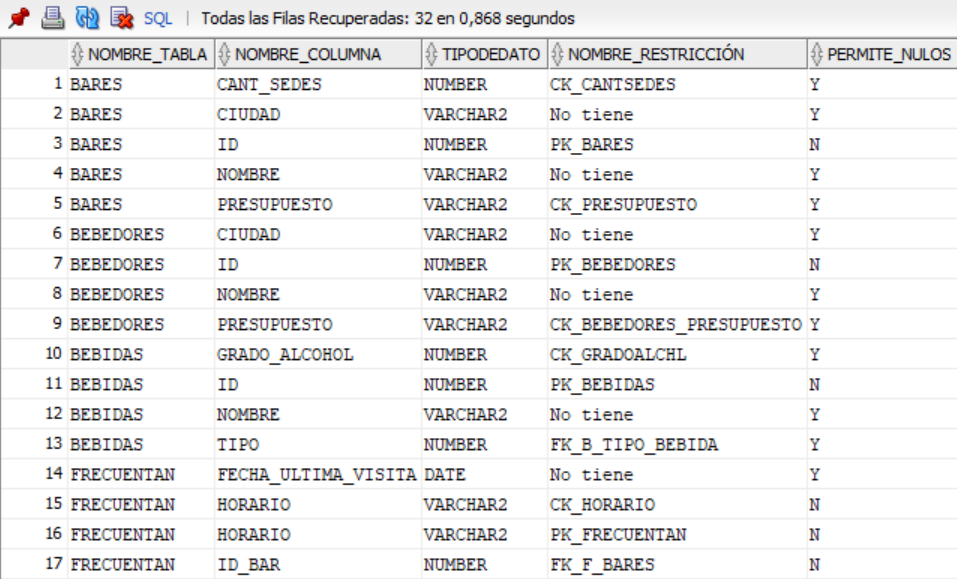 SQL | Todas las Filas Recuperadas: 32 en 0,868 segundos
NOMBRE_TABLA NOMBRE_COLUMNA TIPODEDATO NOMBRE_RESTRICCIÓN PERMITE_NULOS
1 BARES CANT_SEDES NUMBER CK_CANTSEDES Y
2 BARES CIUDAD VARCHAR2 No tiene Y
3 BARES ID NUMBER PK_BARES N
4 BARES NOMBRE VARCHAR2 No tiene Y
5 BARES PRESUPUESTO VARCHAR2 CK_PRESUPUESTO Y
6 BEBEDORES CIUDAD VARCHAR2 No tiene Y
7 BEBEDORES ID NUMBER PK_BEBEDORES N
8 BEBEDORES NOMBRE VARCHAR2 No tiene Y
9 BEBEDORES PRESUPUESTO VARCHAR2 CK_BEBEDORES_PRESUPUESTO Y
10 BEBIDAS GRADO_ALCOHOL NUMBER CK_GRADOALCHL Y
11 BEBIDAS ID NUMBER PK_BEBIDAS N
12 BEBIDAS NOMBRE VARCHAR2 No tiene Y
13 BEBIDAS TIPO NUMBER FK_B_TIPO_BEBIDA Y
14 FRECUENTAN FECHA_ULTIMA_VISITA DATE No tiene Y
15 FRECUENTAN HORARIO VARCHAR2 CK_HORARIO N
16 FRECUENTAN HORARIO VARCHAR2 PK_FRECUENTAN N
17 FRECUENTAN ID_BAR NUMBER FK_F_BARES N